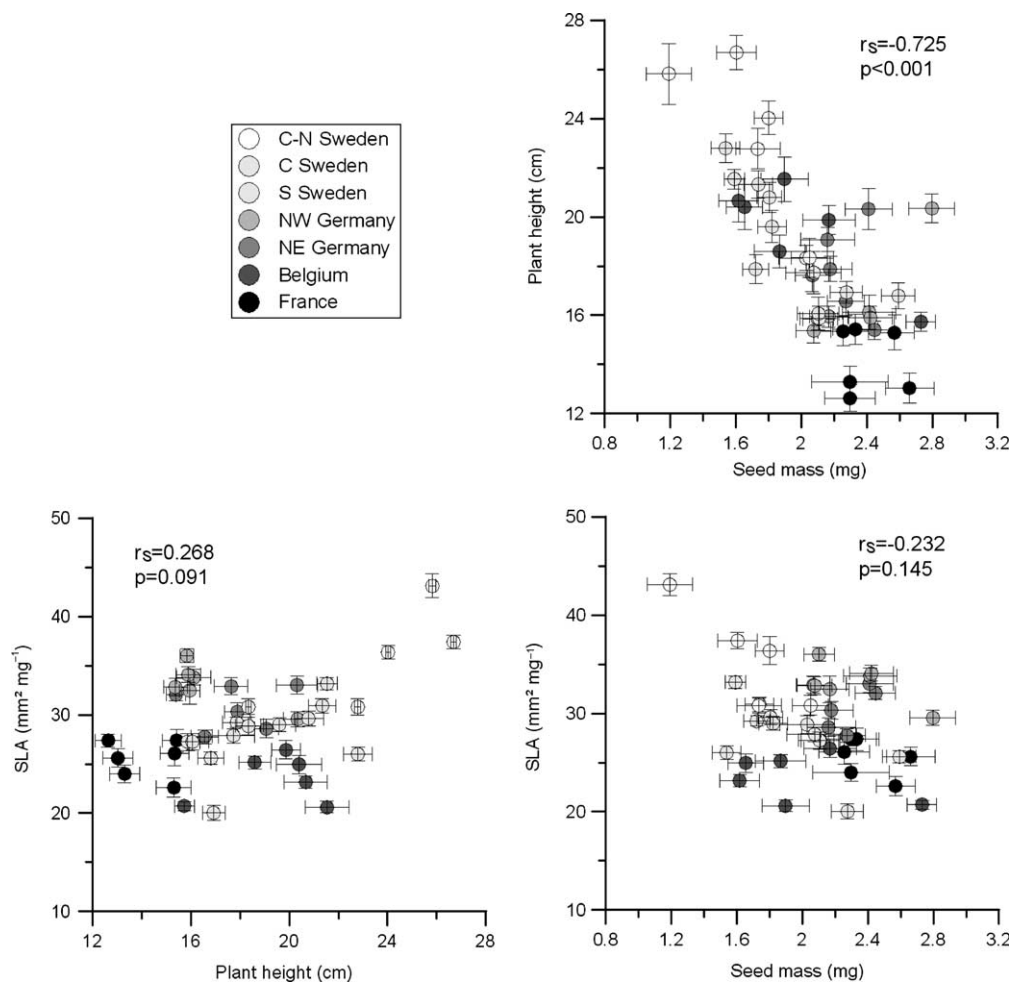 C-N Sweden
C Sweden
S Sweden
NW Germany
NE Germany
Belgium
France
28
24
20
16
12
Plant height (cm)
rs=-0.725
p<0.001
0.8 1.2 1.6 2 2.4 2.8 3.2
Seed mass (mg)
50
40
30
20
10
SLA (mm² mg⁻¹)
rs=0.268
p=0.091
12 16 20 24 28
Plant height (cm)
50
40
30
20
10
SLA (mm² mg⁻¹)
rs=-0.232
p=0.145
0.8 1.2 1.6 2 2.4 2.8 3.2
Seed mass (mg)